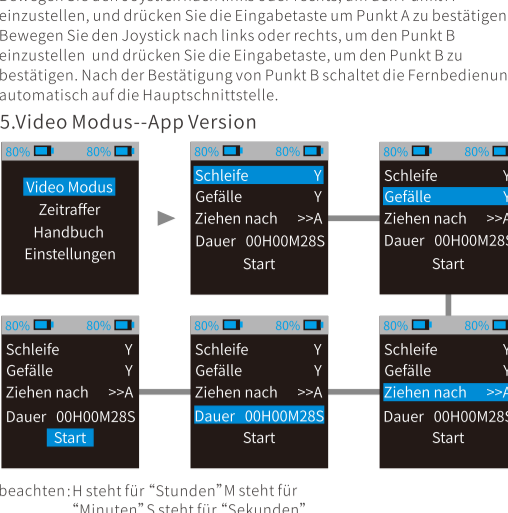 einzustellen, und drücken Sie die Eingabetaste um Punkt A zu bestätigen
Bewegen Sie den Joystick nach links oder rechts, um den Punkt B
einzustellen und drücken Sie die Eingabetaste, um den Punkt B zu
bestätigen. Nach der Bestätigung von Punkt B schaltet die Fernbedienun
automatisch auf die Hauptschnittstelle.
5.Video Modus--App Version
80% 80%
Video Modus
Zeitraffer
Handbuch
Einstellungen
80% 80%
Schleife Y
Gefälle Y
Ziehen nach >>A
Dauer 00H00M28S
Start
80% 80%
Schleife Y
Gefälle Y
Ziehen nach >>A
Dauer 00H00M28S
Start
80% 80%
Schleife Y
Gefälle Y
Ziehen nach >>A
Dauer 00H00M28S
Start
80% 80%
Schleife Y
Gefälle Y
Ziehen nach >>A
Dauer 00H00M28S
Start
80% 80%
Schleife Y
Gefälle Y
Ziehen nach >>A
Dauer 00H00M28S
Start
beachten:H steht für “Stunden”M steht für
“Minuten”S steht für “Sekunden”